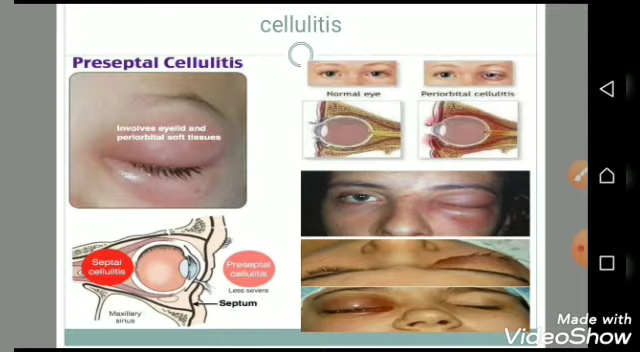 cellulitis
Preseptal Cellulitis
Involves eyelid and
periorbital soft tissues
Normal eye
Periorbital cellulitis
Septal
cellulitis
Preseptal
cellulitis
Less severe
Septum
Maxillary
sirius
Made with
VideoShow